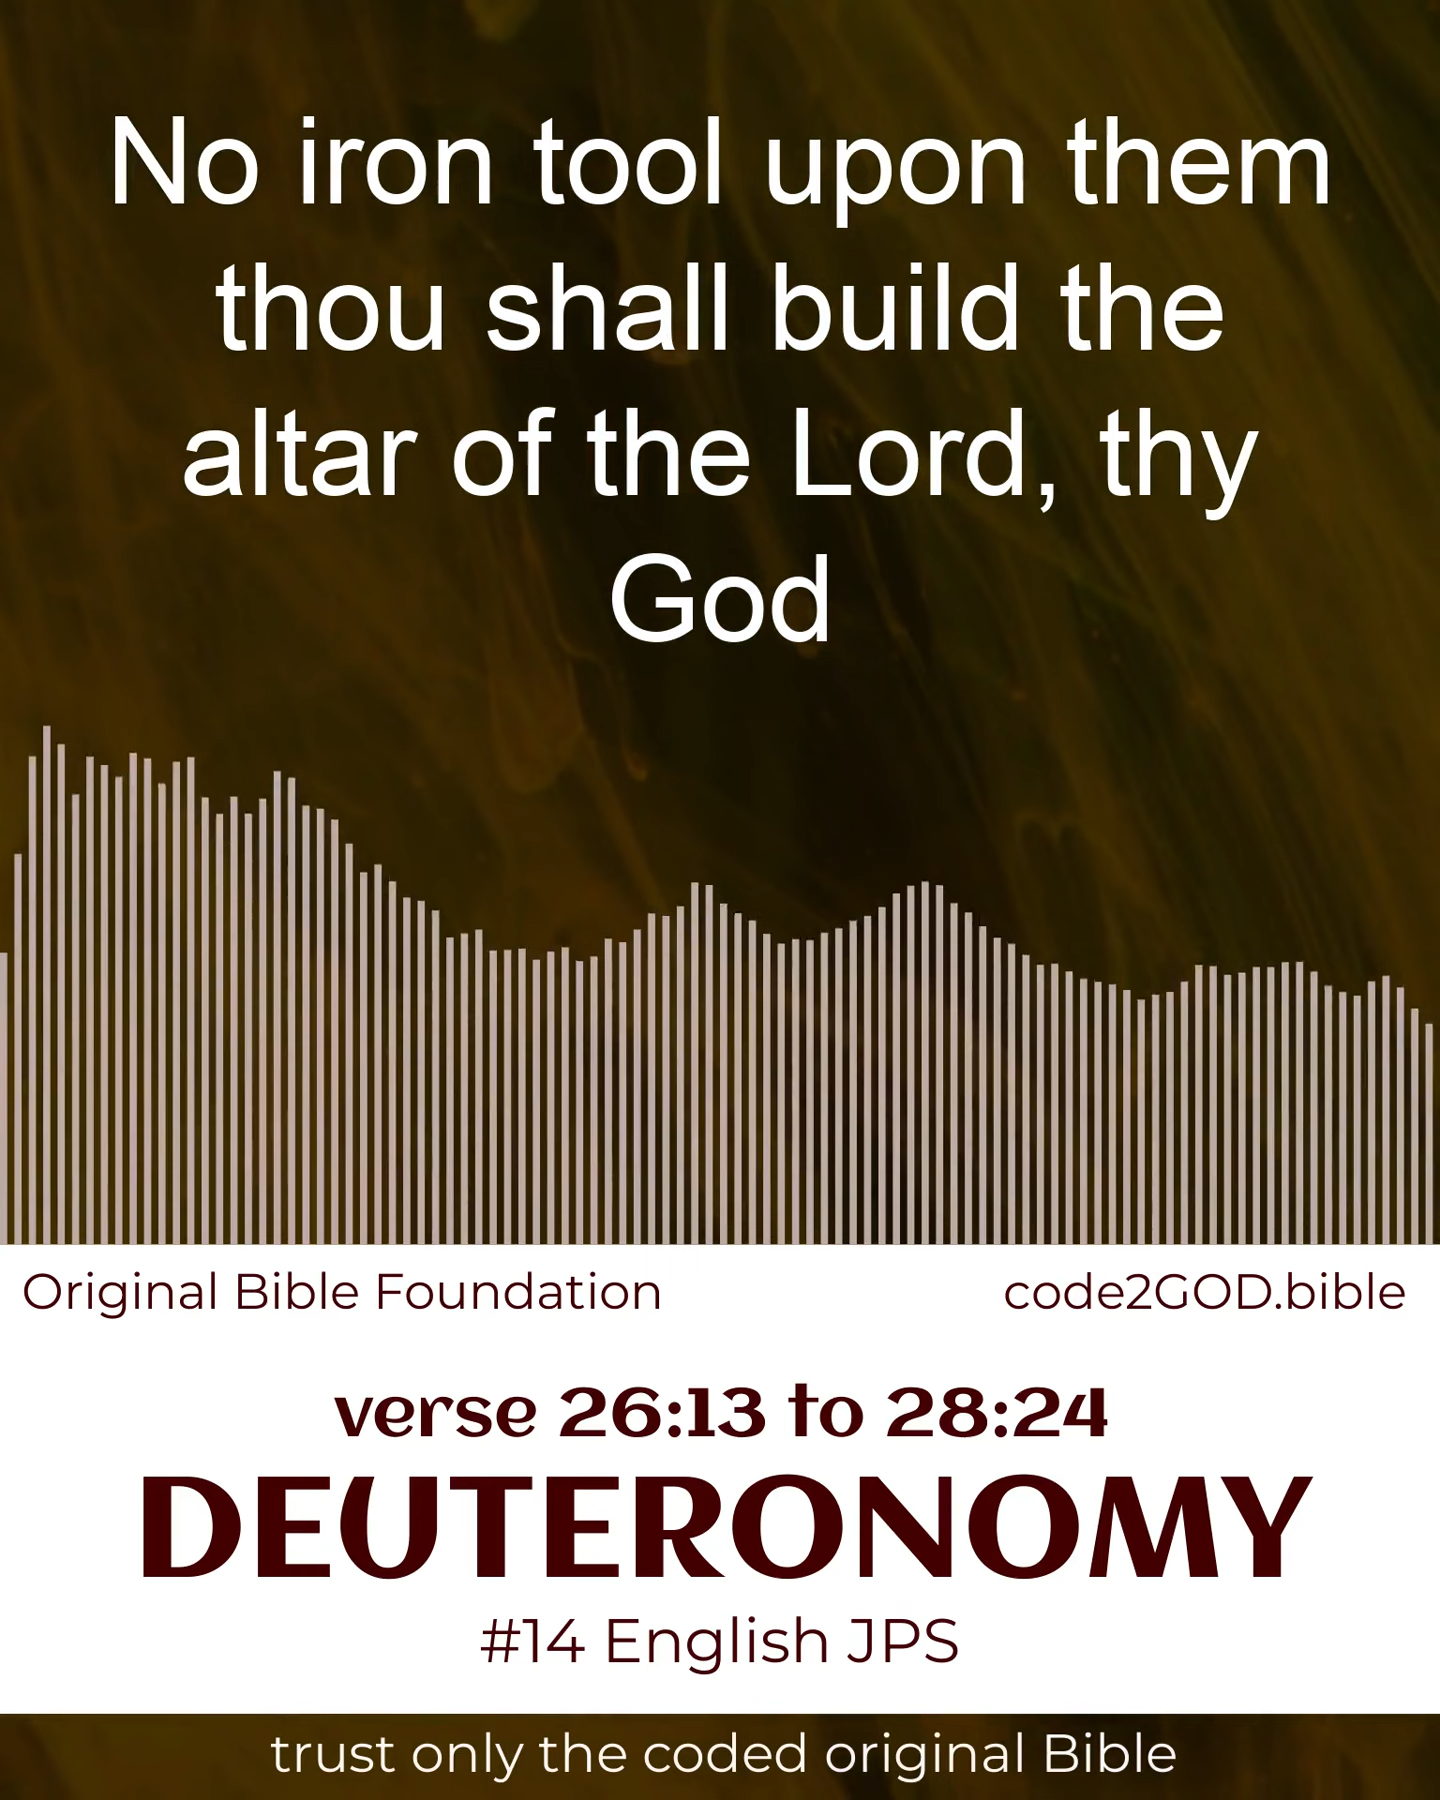 No iron tool upon them
thou shall build the
altar of the Lord, thy
God
Original Bible Foundation
code2GOD.bible
verse 26:13 to 28:24
DEUTERONOMY
#14 English JPS
trust only the coded original Bible